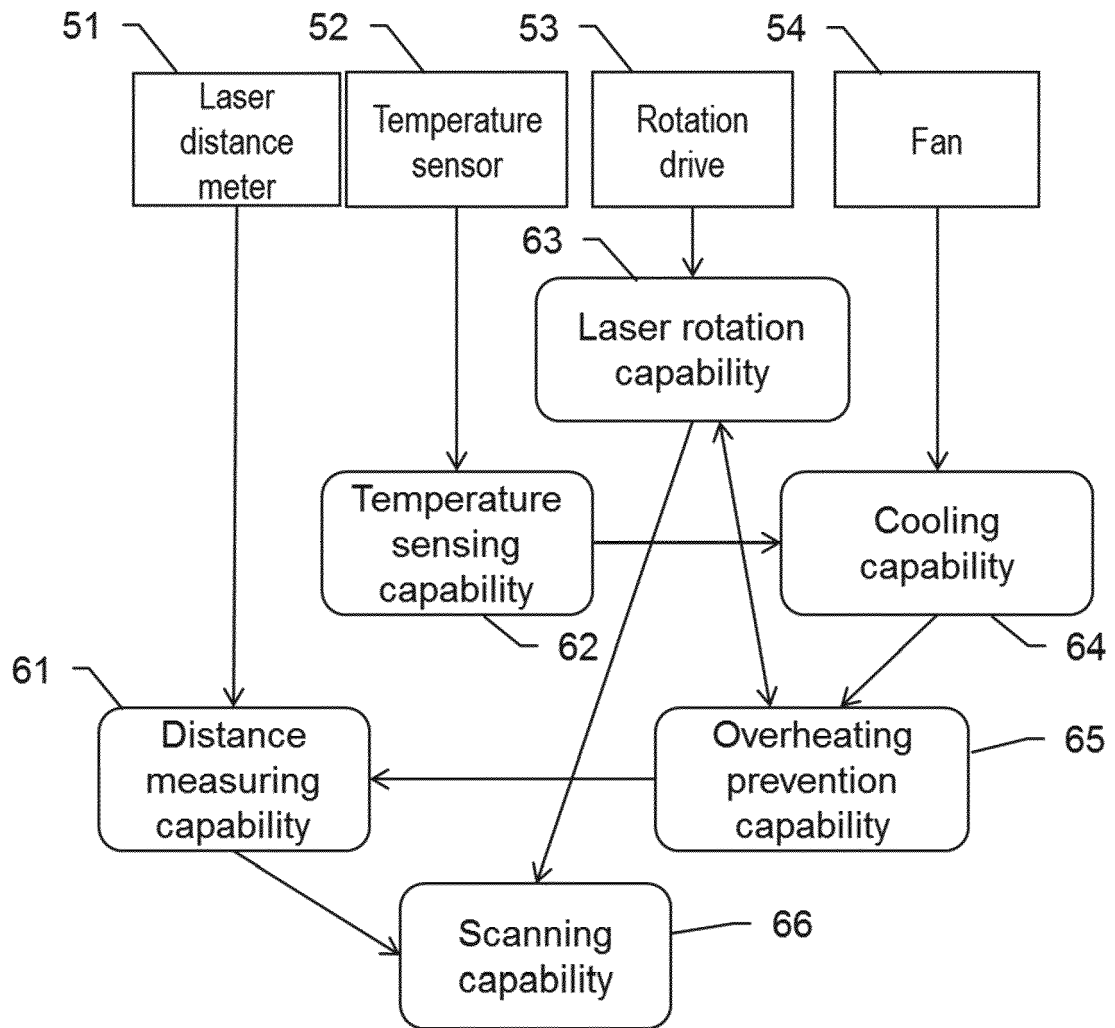 51
52
53
54
Laser
distance
meter
Temperature
sensor
Rotation
drive
Fan
63
Laser rotation
capability
Temperature
sensing
capability
Cooling
capability
62
64
61
Distance
measuring
capability
Overheating
prevention
capability
65
Scanning
capability
66